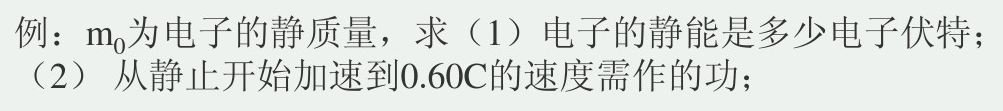 例：m₀为电子的静质量，求（1）电子的静能是多少电子伏特；
（2） 从静止开始加速到0.60C的速度需作的功；